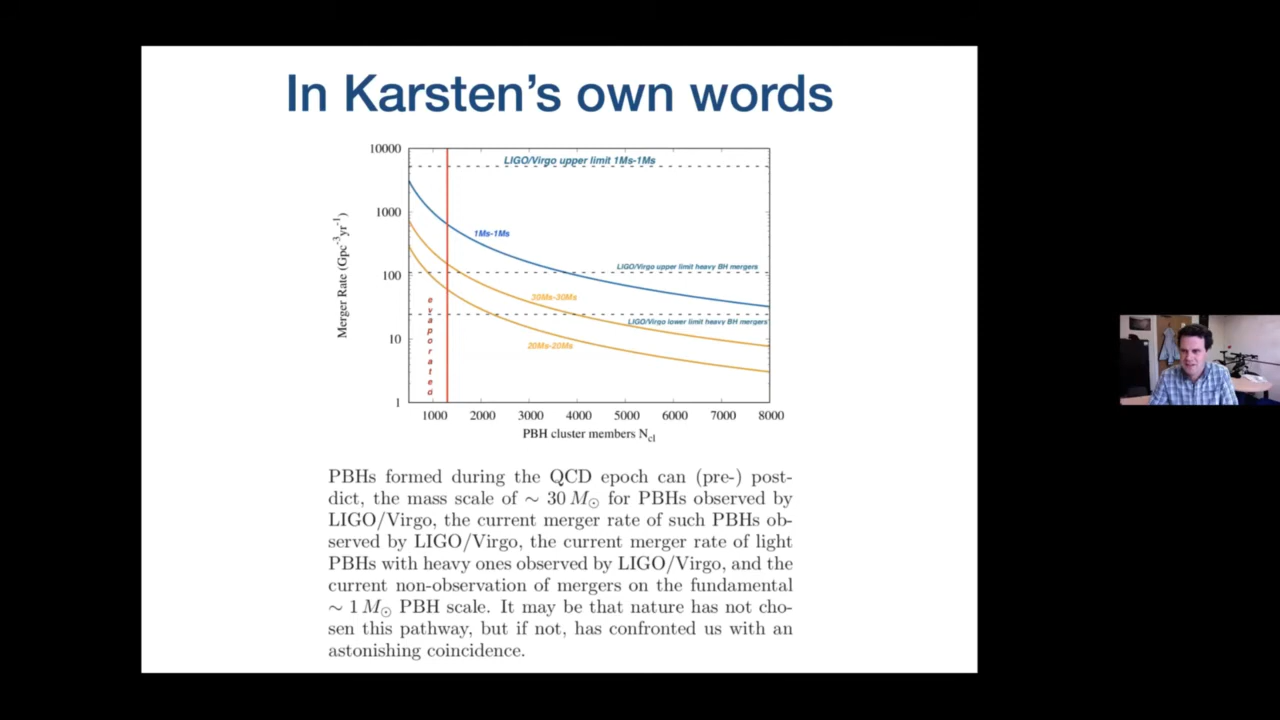 In Karsten's own words
10000
1000
100
10
1
Merger Rate (Gpc⁻³yr⁻¹)
LIGO/Virgo upper limit 1Ms-1Ms
1Ms-1Ms
LIGO/Virgo upper limit heavy BH mergers
30Ms-30Ms
LIGO/Virgo lower limit heavy BH mergers
20Ms-20Ms
evaporated
1000 2000 3000 4000 5000 6000 7000 8000
PBH cluster members N_cl
PBHs formed during the QCD epoch can (pre-) post-
dict, the mass scale of ∼ 30 M⊙ for PBHs observed by
LIGO/Virgo, the current merger rate of such PBHs ob-
served by LIGO/Virgo, the current merger rate of light
PBHs with heavy ones observed by LIGO/Virgo, and the
current non-observation of mergers on the fundamental
∼ 1 M⊙ PBH scale. It may be that nature has not cho-
sen this pathway, but if not, has confronted us with an
astonishing coincidence.